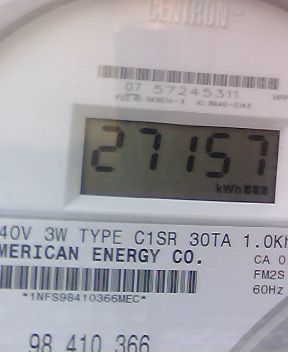 CENTRON
07 57245311
27157
kWh
40V 3W TYPE C1SR 30TA 1.0Kh
MERICAN ENERGY CO.
CA 0
FM2S
60Hz
*1NFS98410366MEC*
98 410 366